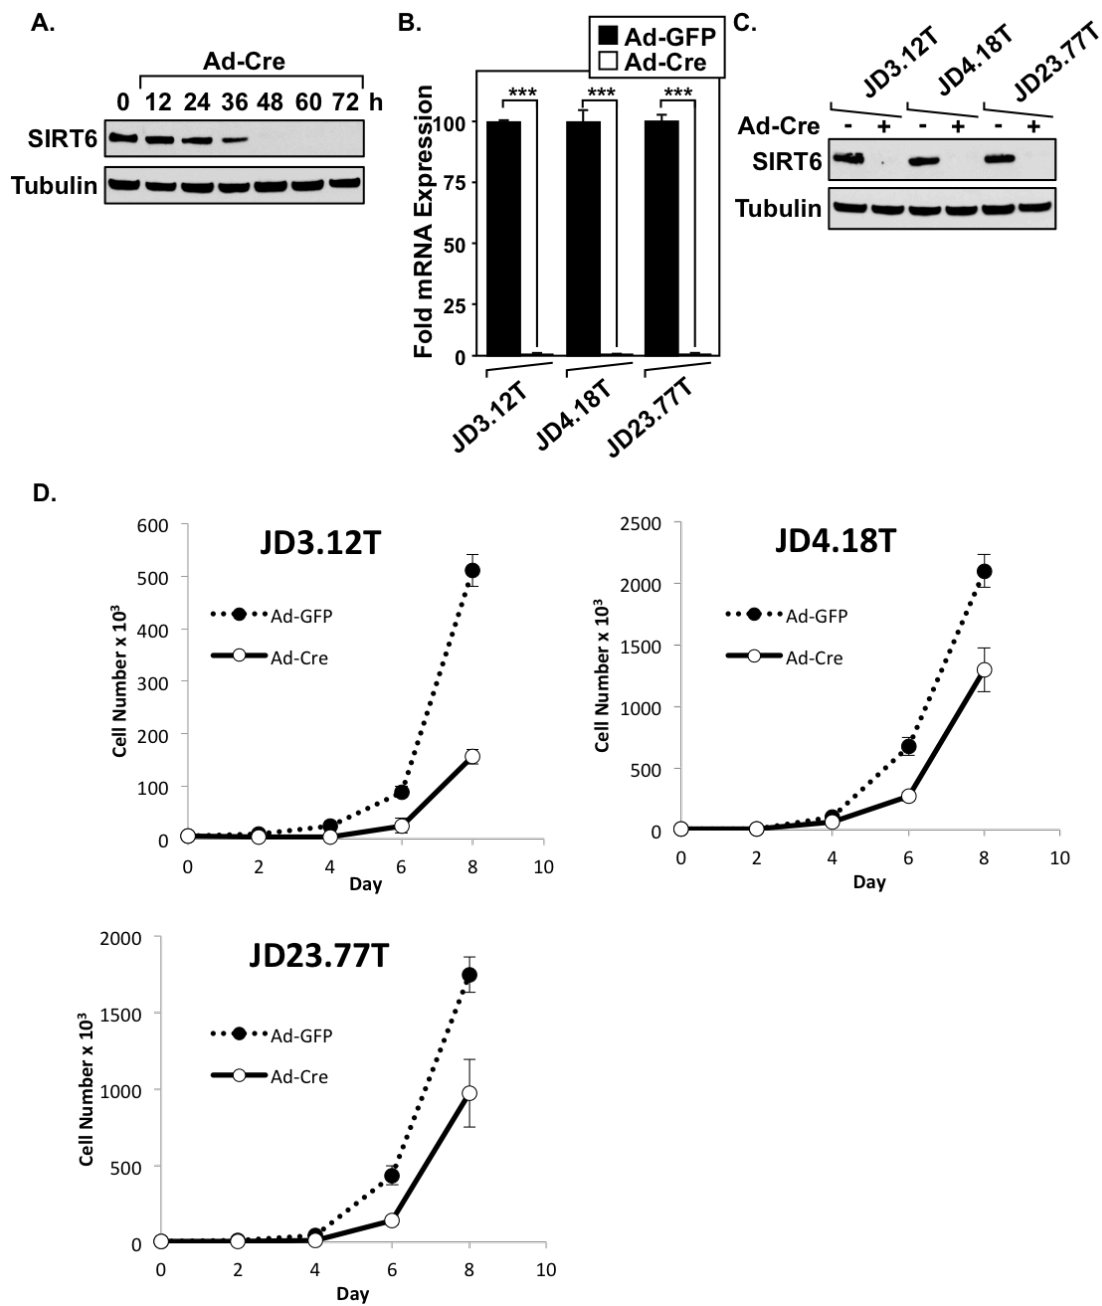 A.
Ad-Cre
0 12 24 36 48 60 72 h
SIRT6
Tubulin
B.
Ad-GFP
Ad-Cre
Fold mRNA Expression
100
75
50
25
0
*** *** ***
JD3.12T
JD4.18T
JD23.77T
C.
JD3.12T
JD4.18T
JD23.77T
Ad-Cre - + - + - +
SIRT6
Tubulin
D.
JD3.12T
Cell Number x 10³
600
500
400
300
200
100
0
Ad-GFP
Ad-Cre
0 2 4 6 8 10
Day
JD4.18T
Cell Number x 10³
2500
2000
1500
1000
500
0
Ad-GFP
Ad-Cre
0 2 4 6 8 10
Day
JD23.77T
Cell Number x 10³
2000
1500
1000
500
0
Ad-GFP
Ad-Cre
0 2 4 6 8 10
Day